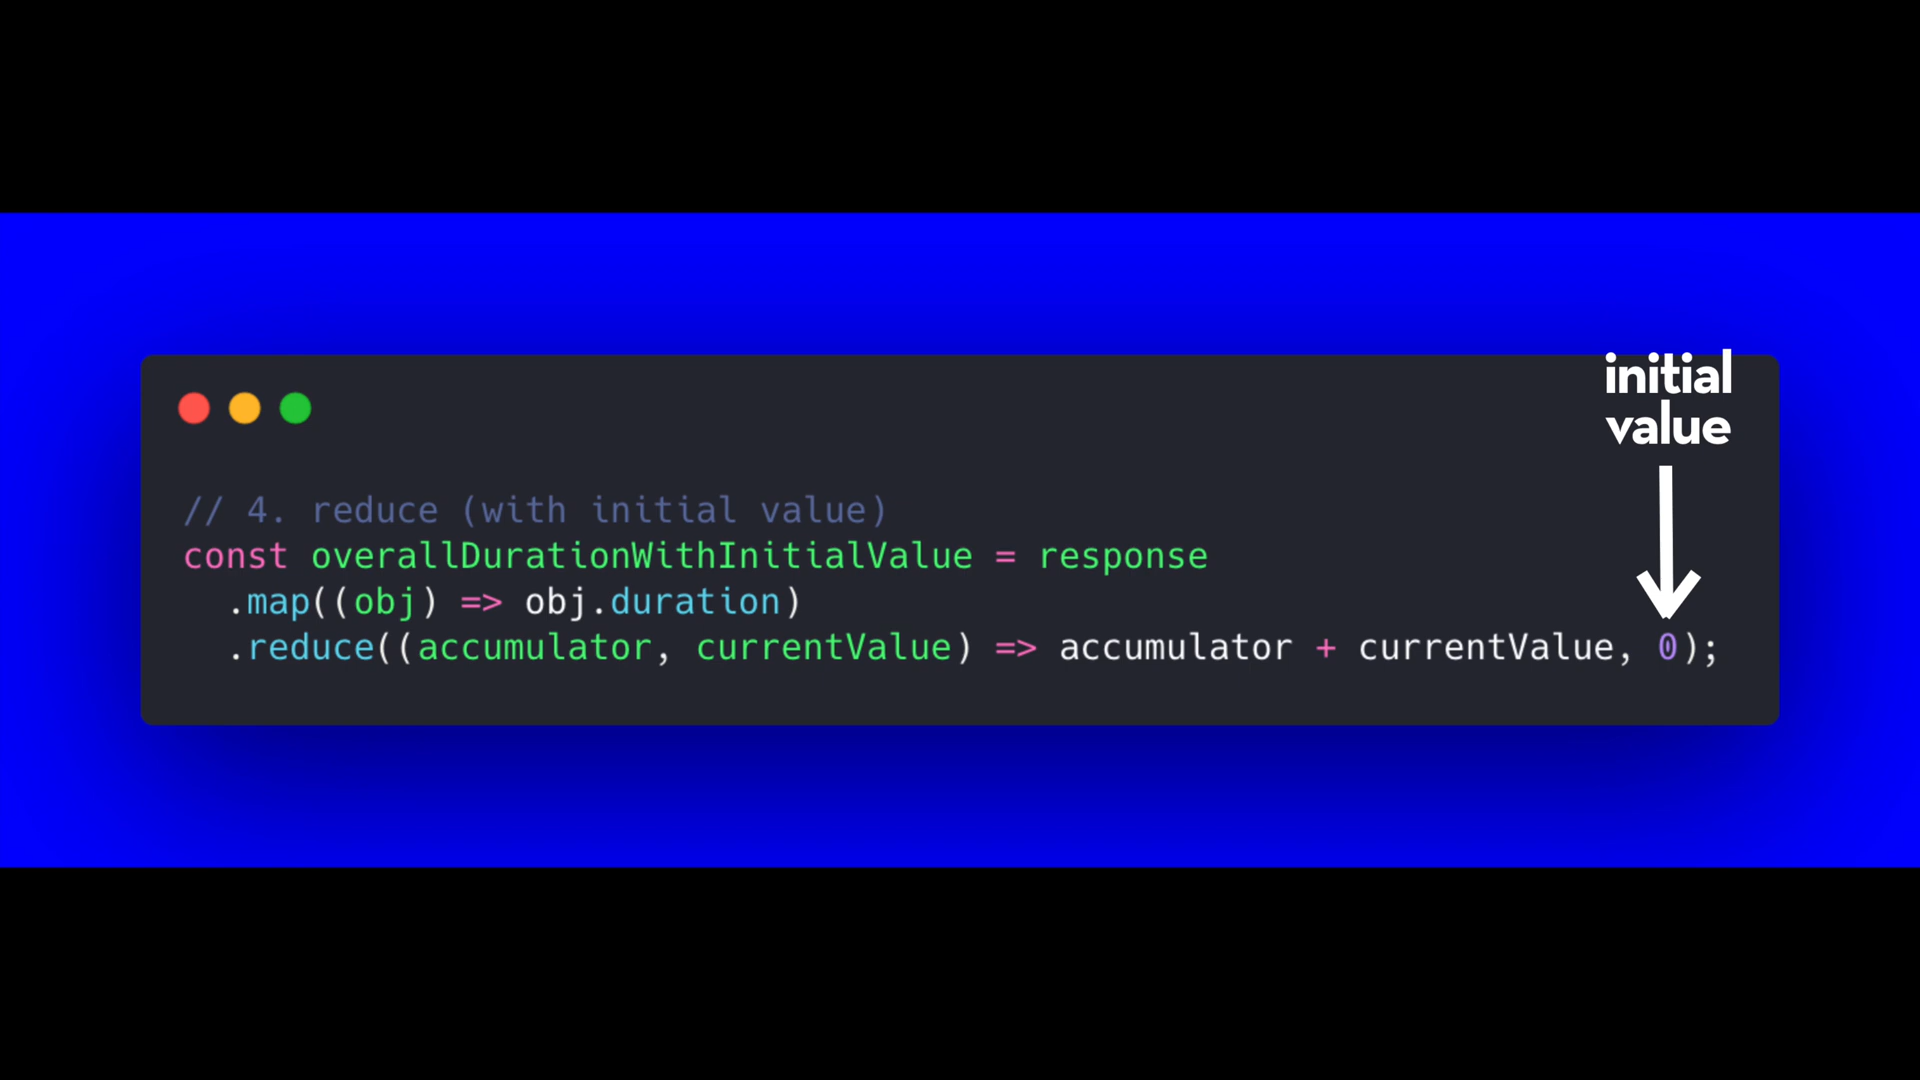 initial
value
// 4. reduce (with initial value)
const overallDurationWithInitialValue = response
  .map((obj) => obj.duration)
  .reduce((accumulator, currentValue) => accumulator + currentValue, 0);